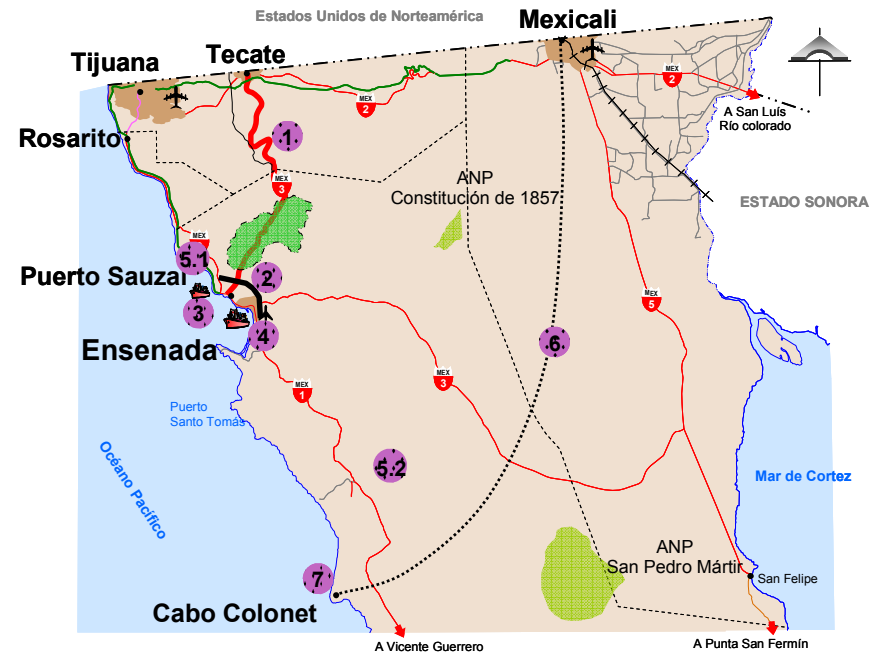 Estados Unidos de Norteamérica
Mexicali
Tecate
Tijuana
MEX
2
MEX
2
A San Luís
Río colorado
Rosarito
1
MEX
3
ANP
Constitución de 1857
ESTADO SONORA
MEX
5.1
2
Puerto Sauzal
3
MEX
5
4
6
Ensenada
MEX
3
MEX
1
Puerto
Santo Tomás
Océano Pacífico
5.2
Mar de Cortez
ANP
San Pedro Mártir
San Felipe
7
Cabo Colonet
A Vicente Guerrero
A Punta San Fermín